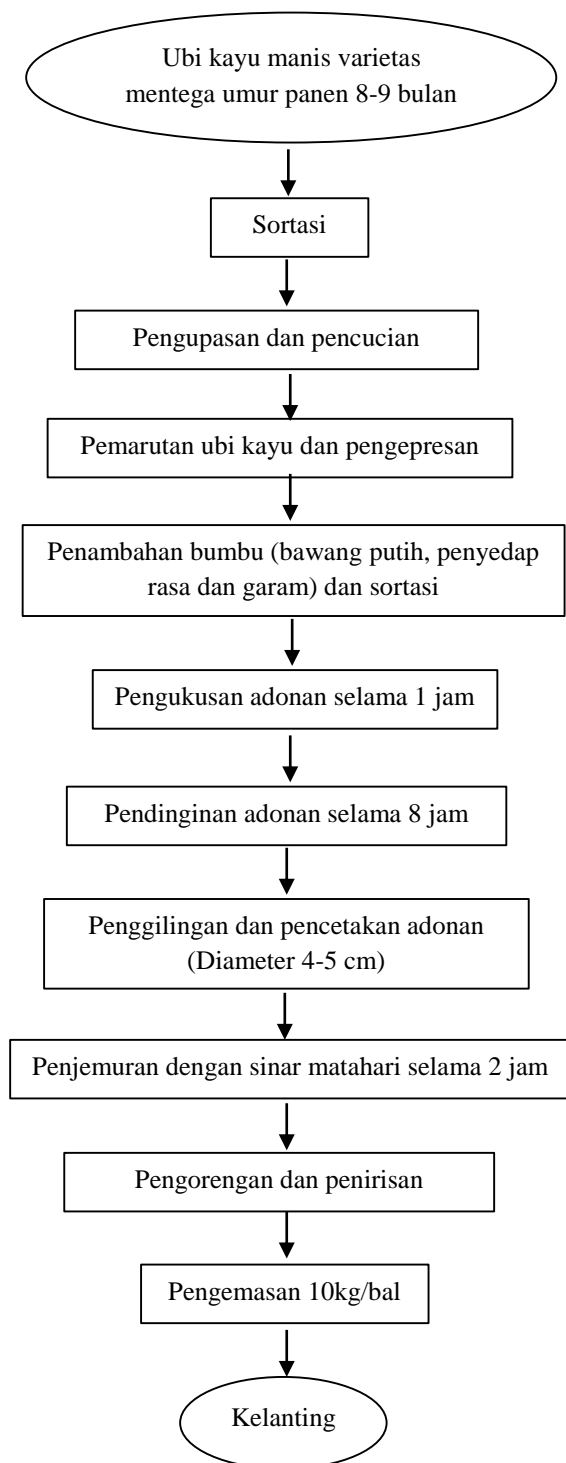 Ubi kayu manis varietas
mentega umur panen 8-9 bulan
Sortasi
Pengupasan dan pencucian
Pemarutan ubi kayu dan pengepresan
Penambahan bumbu (bawang putih, penyedap
rasa dan garam) dan sortasi
Pengukusan adonan selama 1 jam
Pendinginan adonan selama 8 jam
Penggilingan dan pencetakan adonan
(Diameter 4-5 cm)
Penjemuran dengan sinar matahari selama 2 jam
Pengorengan dan penirisan
Pengemasan 10kg/bal
Kelanting